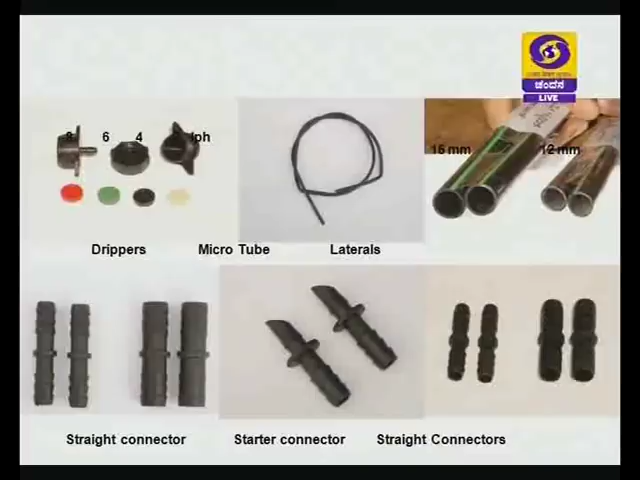 ಚಂದನ
LIVE
8 6 4 lph
16 mm 12 mm
Drippers Micro Tube Laterals
Straight connector Starter connector Straight Connectors